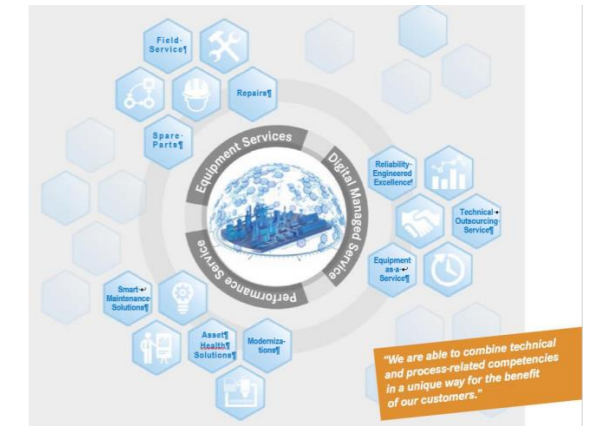 Field-
Service¶
Repairs¶
Spare-
Parts¶
Equipment Services
Digital Managed Service
Performance Service
Reliability-
Engineered
Excellence¶
Technical
Outsourcing-
Service¶
Equipment
as-a-↵
Service¶
Smart-↵
Maintenance-
Solutions¶
Asset¶
Health¶
Solutions¶
Moderniza-
tions¶
"We are able to combine technical
and process-related competencies
in a unique way for the benefit
of our customers."